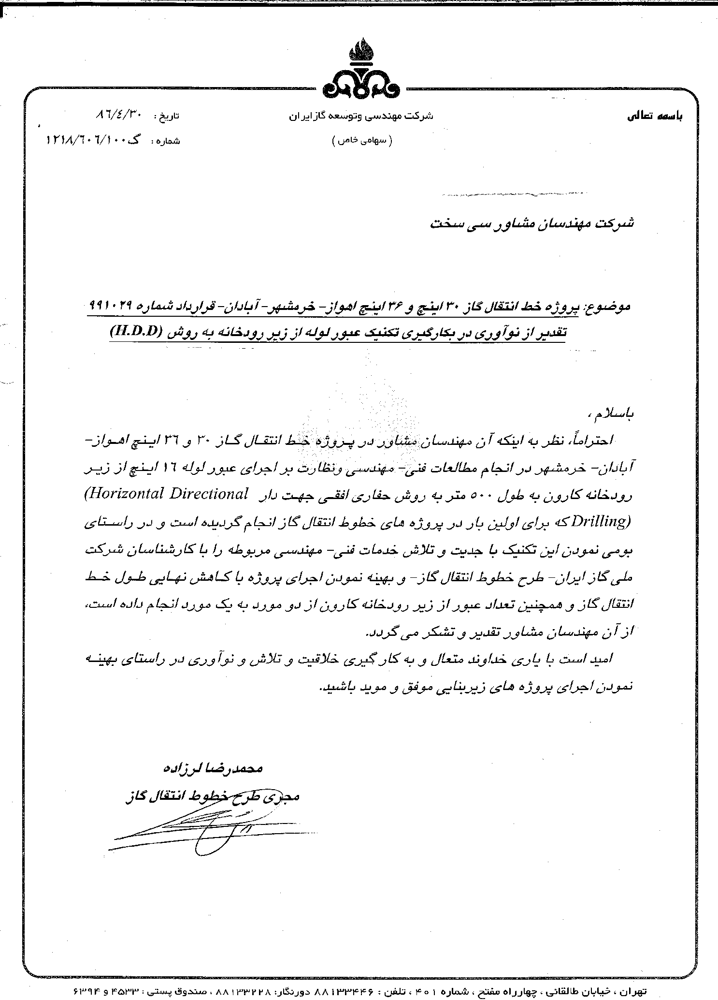 باسمه تعالی
شرکت مهندسی وتوسعه گاز ایران
(سهامی خاص)
تاریخ : ٨٦/٤/٣٠
شماره : گ١٢١٨/٦٠٦/١٠٠
شرکت مهندسان مشاور سی سخت
موضوع: پروژه خط انتقال گاز ۳۰ اینچ و ۳۶ اینچ اهواز- خرمشهر- آبادان- قرارداد شماره ۹۹۱۰۲۹
تقدیر از نوآوری در بکارگیری تکنیک عبور لوله از زیر رودخانه به روش (H.D.D)
باسلام ،
احتراماً، نظر به اینکه آن مهندسان مشاور در پروژه خط انتقال گاز ٣٠ و ٣٦ اینچ اهواز-
آبادان- خرمشهر در انجام مطالعات فنی- مهندسی ونظارت بر اجرای عبور لوله ١٦ اینچ از زیر
رودخانه کارون به طول ٥٠٠ متر به روش حفاری افقی جهت دار (Horizontal Directional
Drilling) که برای اولین بار در پروژه های خطوط انتقال گاز انجام گردیده است و در راستای
بومی نمودن این تکنیک با جدیت و تلاش خدمات فنی- مهندسی مربوطه را با کارشناسان شرکت
ملی گاز ایران- طرح خطوط انتقال گاز- و بهینه نمودن اجرای پروژه با کاهش نهایی طول خط
انتقال گاز و همچنین تعداد عبور از زیر رودخانه کارون از دو مورد به یک مورد انجام داده است،
از آن مهندسان مشاور تقدیر و تشکر می گردد.
امید است با یاری خداوند متعال و به کار گیری خلاقیت و تلاش و نوآوری در راستای بهینه
نمودن اجرای پروژه های زیربنایی موفق و موید باشید.
محمدرضا لرزاده
مجری طرح خطوط انتقال گاز
تهران ، خیابان طالقانی ، چهارراه مفتح ، شماره ۴۰۱ ، تلفن : ۸۸۱۳۳۴۴۶ دورنگار: ۸۸۱۳۳۲۲۸ ، صندوق پستی : ۴۵۳۳ و ۶۳۹۴